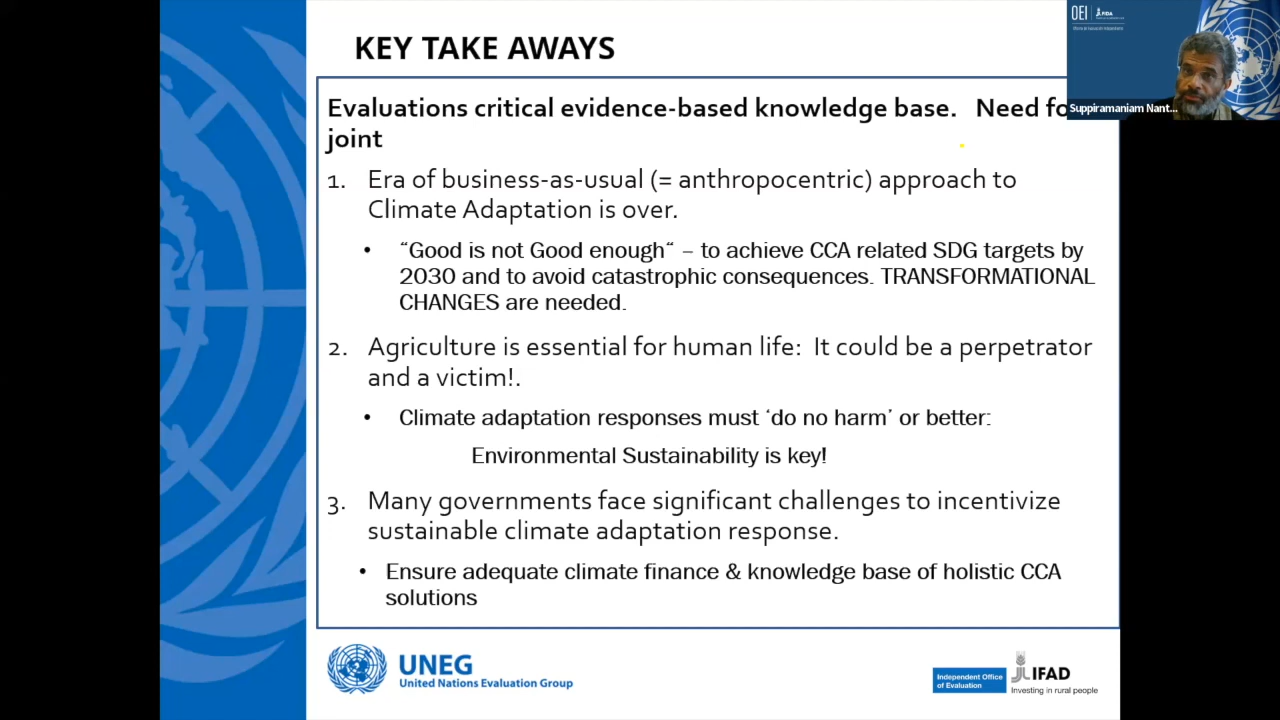 KEY TAKE AWAYS
OEI
FIDA
Suppiramaniam Nant...
Evaluations critical evidence-based knowledge base. Need fo
joint
1. Era of business-as-usual (= anthropocentric) approach to
Climate Adaptation is over.
• “Good is not Good enough“ – to achieve CCA related SDG targets by
2030 and to avoid catastrophic consequences. TRANSFORMATIONAL
CHANGES are needed.
2. Agriculture is essential for human life: It could be a perpetrator
and a victim!.
• Climate adaptation responses must ‘do no harm’ or better:
Environmental Sustainability is key!
3. Many governments face significant challenges to incentivize
sustainable climate adaptation response.
• Ensure adequate climate finance & knowledge base of holistic CCA
solutions
UNEG
United Nations Evaluation Group
Independent Office
of Evaluation
IFAD
Investing in rural people